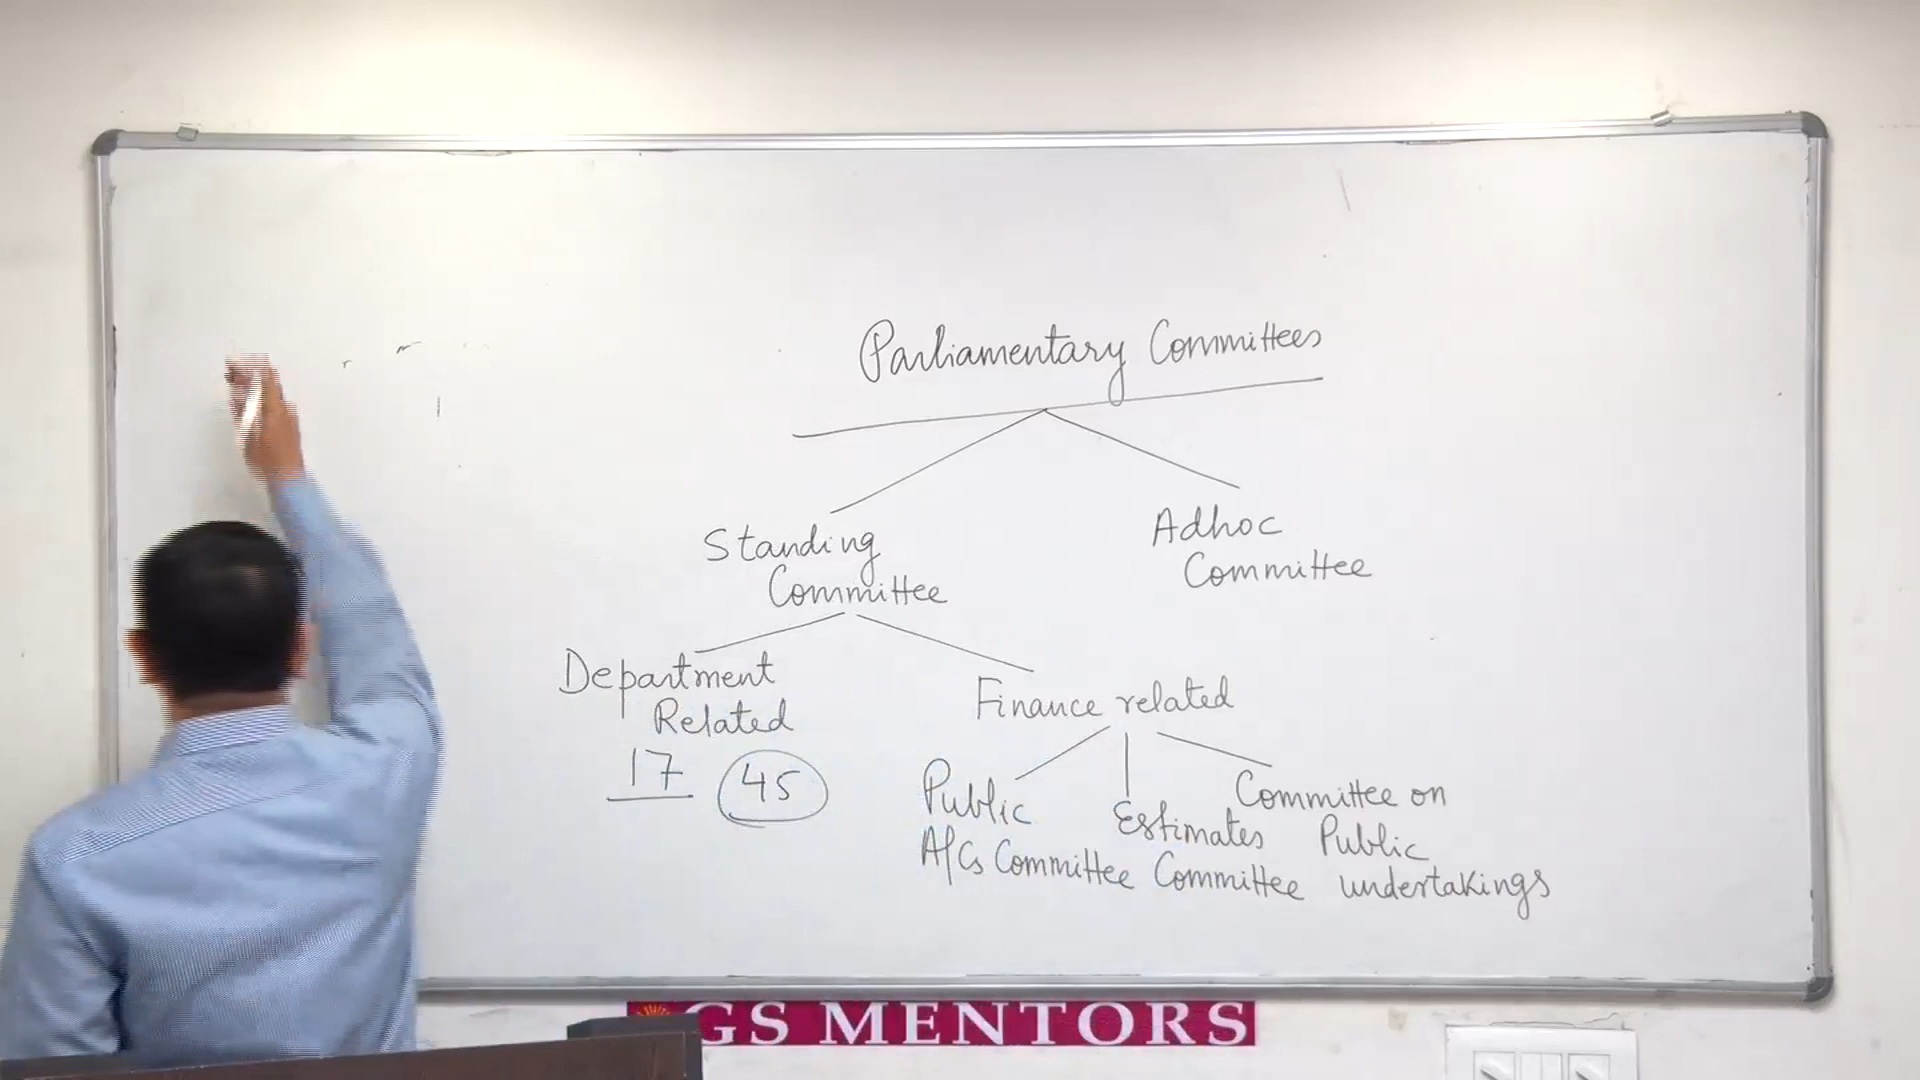 Parliamentary Committees
Standing
Committee
Adhoc
Committee
Department
Related
17 45
Finance related
Public
A/Cs Committee
Estimates
Committee
Committee on
Public
undertakings
GS MENTORS